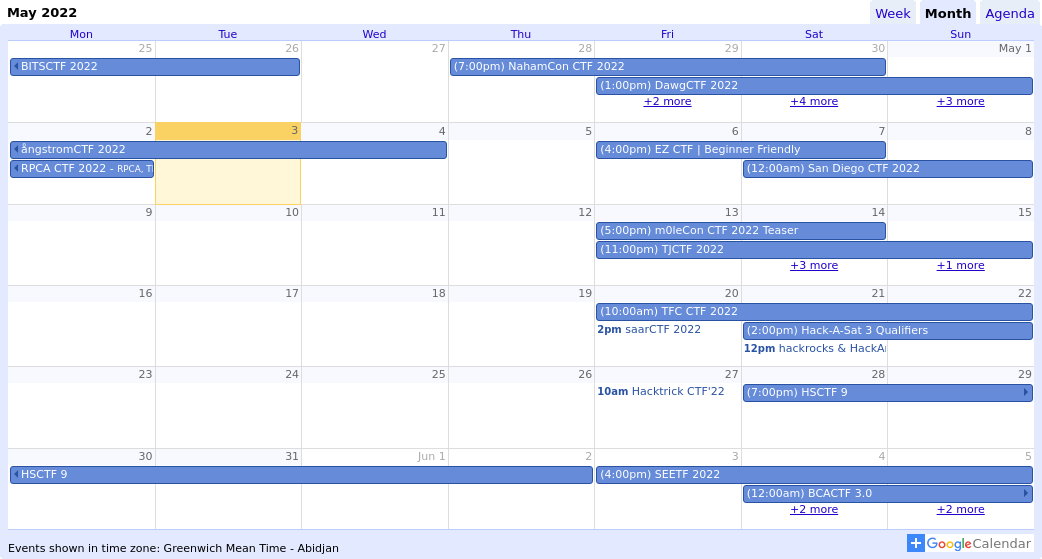 May 2022
Week Month Agenda
Mon Tue Wed Thu Fri Sat Sun
25 26 27 28 29 30 May 1
BITSCTF 2022 (7:00pm) NahamCon CTF 2022
(1:00pm) DawgCTF 2022
+2 more +4 more +3 more
2 3 4 5 6 7 8
ångstromCTF 2022 (4:00pm) EZ CTF | Beginner Friendly
RPCA CTF 2022 - RPCA, T (12:00am) San Diego CTF 2022
9 10 11 12 13 14 15
(5:00pm) m0leCon CTF 2022 Teaser
(11:00pm) TJCTF 2022
+3 more +1 more
16 17 18 19 20 21 22
(10:00am) TFC CTF 2022
2pm saarCTF 2022 (2:00pm) Hack-A-Sat 3 Qualifiers
12pm hackrocks & HackA
23 24 25 26 27 28 29
10am Hacktrick CTF'22 (7:00pm) HSCTF 9
30 31 Jun 1 2 3 4 5
HSCTF 9 (4:00pm) SEETF 2022
(12:00am) BCACTF 3.0
+2 more +2 more
Events shown in time zone: Greenwich Mean Time - Abidjan
+ Google Calendar